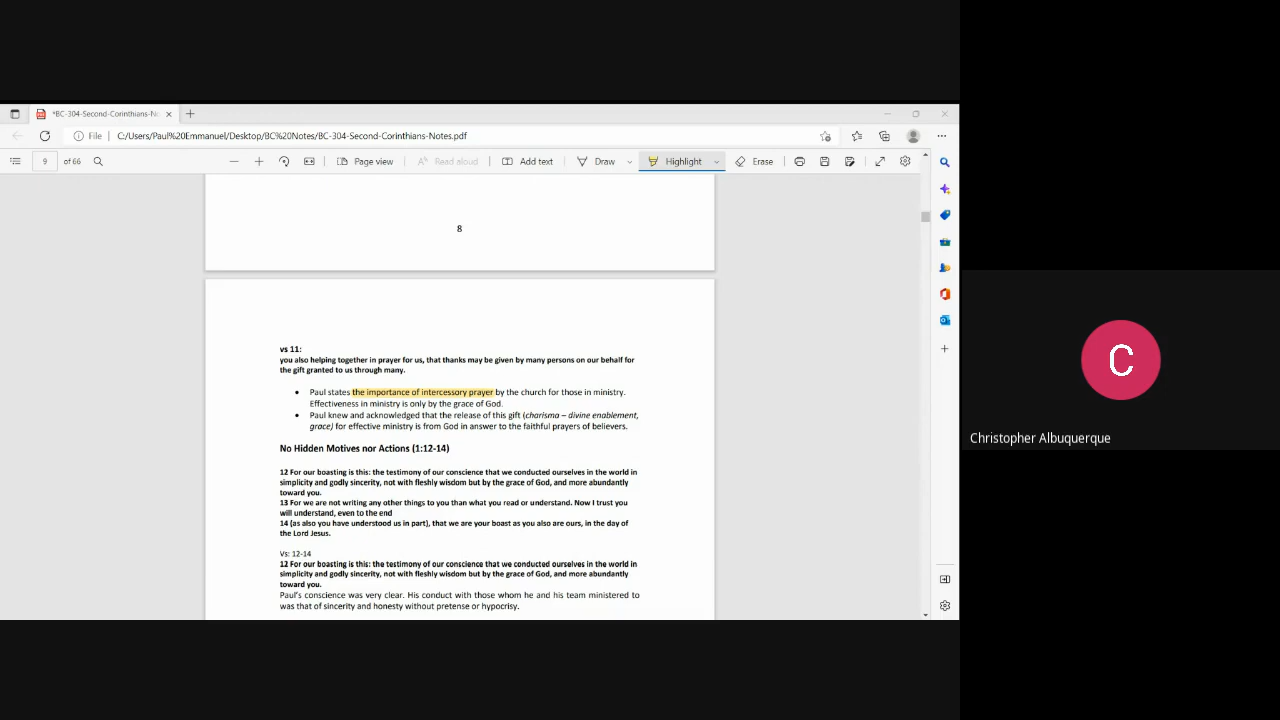 *BC-304-Second-Corinthians-No
File
C:/Users/Paul%20Emmanuel/Desktop/BC%20Notes/BC-304-Second-Corinthians-Notes.pdf
9 of 66
Page view
Read aloud
Add text
Draw
Highlight
Erase
8
vs 11:
you also helping together in prayer for us, that thanks may be given by many persons on our behalf for
the gift granted to us through many.
• Paul states the importance of intercessory prayer by the church for those in ministry.
Effectiveness in ministry is only by the grace of God.
• Paul knew and acknowledged that the release of this gift (charisma – divine enablement,
grace) for effective ministry is from God in answer to the faithful prayers of believers.
No Hidden Motives nor Actions (1:12-14)
12 For our boasting is this: the testimony of our conscience that we conducted ourselves in the world in
simplicity and godly sincerity, not with fleshly wisdom but by the grace of God, and more abundantly
toward you.
13 For we are not writing any other things to you than what you read or understand. Now I trust you
will understand, even to the end
14 (as also you have understood us in part), that we are your boast as you also are ours, in the day of
the Lord Jesus.
Vs: 12-14
12 For our boasting is this: the testimony of our conscience that we conducted ourselves in the world in
simplicity and godly sincerity, not with fleshly wisdom but by the grace of God, and more abundantly
toward you.
Paul's conscience was very clear. His conduct with those whom he and his team ministered to
was that of sincerity and honesty without pretense or hypocrisy.
C
Christopher Albuquerque